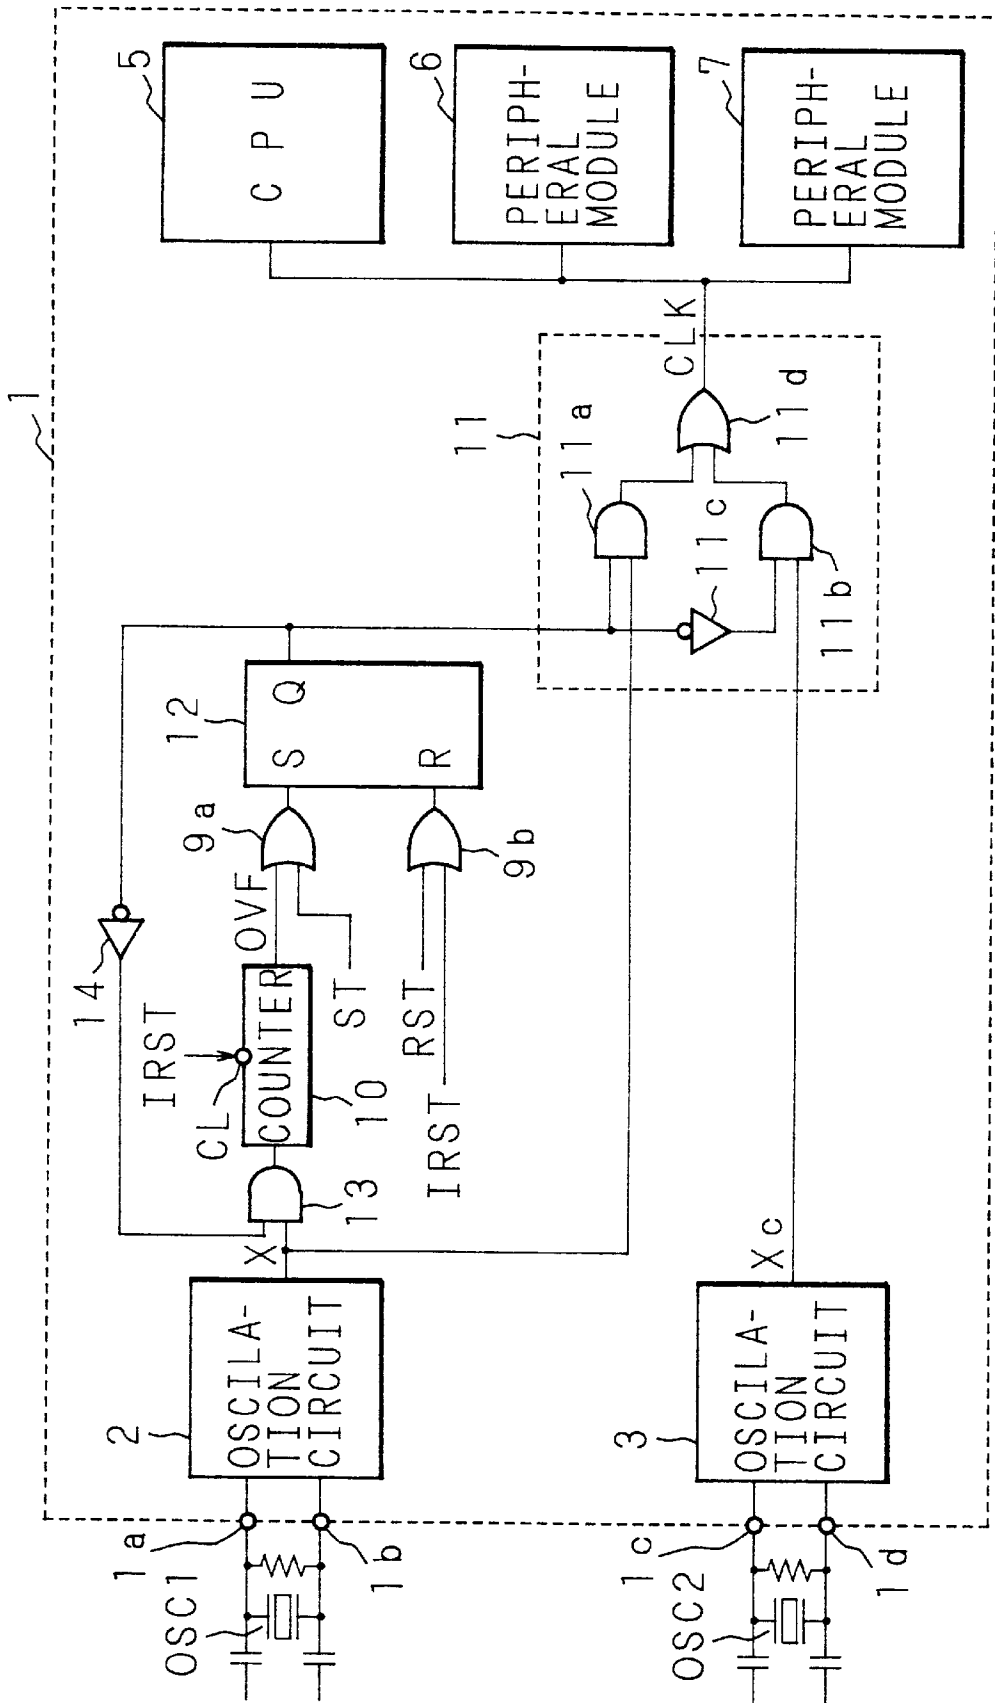 1
5
CPU
6
PERIPH-
ERAL
MODULE
7
PERIPH-
ERAL
MODULE
CLK
11
11a
11d
11c
11b
12
S Q
R
9a
9b
OVF
ST
RST
IRST
14
IRST
CL
COUNTER
10
13
X
Xc
2
OSCILA-
TION
CIRCUIT
3
OSCILA-
TION
CIRCUIT
1a
1b
OSC1
1c
1d
OSC2